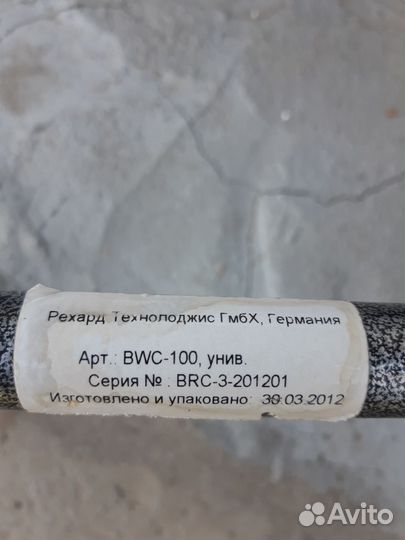 Рехард Технолоджис ГмбХ, Германия
Арт.: BWC-100, унив.
Серия № : BRC-3-201201
Изготовлено и упаковано: 30.03.2012
Avito